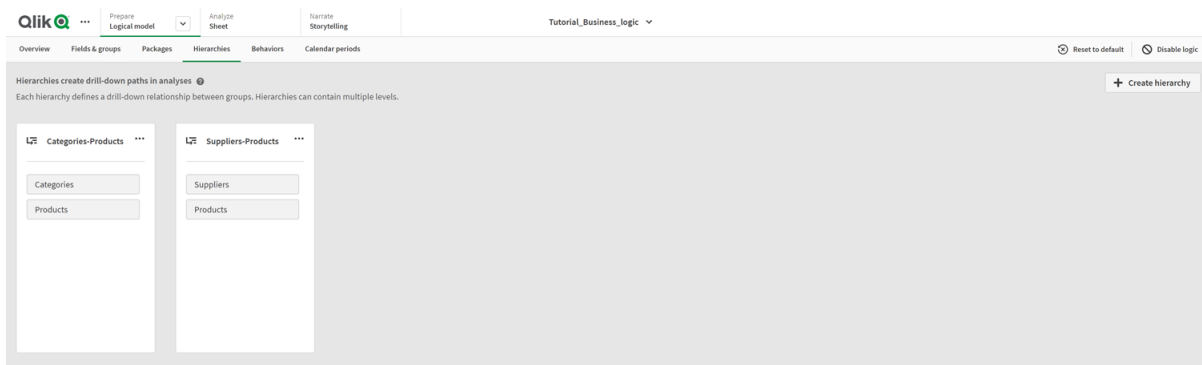 Qlik
Prepare
Logical model
Analyze
Sheet
Narrate
Storytelling
Tutorial_Business_logic
Overview Fields & groups Packages Hierarchies Behaviors Calendar periods
Reset to default Disable logic
Hierarchies create drill-down paths in analyses ?
Create hierarchy
Each hierarchy defines a drill-down relationship between groups. Hierarchies can contain multiple levels.
Categories-Products
Categories
Products
Suppliers-Products
Suppliers
Products